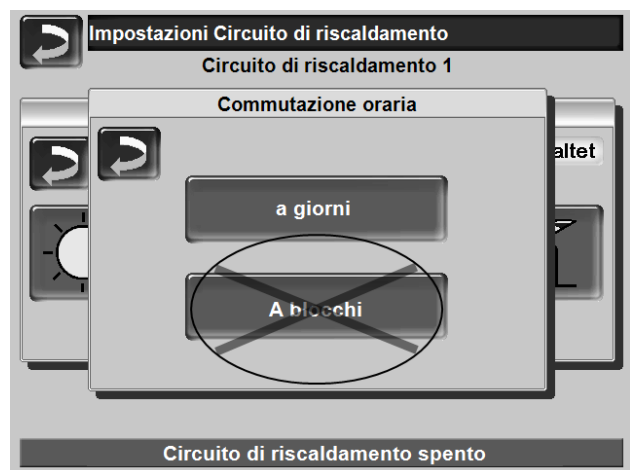 Impostazioni Circuito di riscaldamento
Circuito di riscaldamento 1
Commutazione oraria
altet
a giorni
A blocchi
Circuito di riscaldamento spento